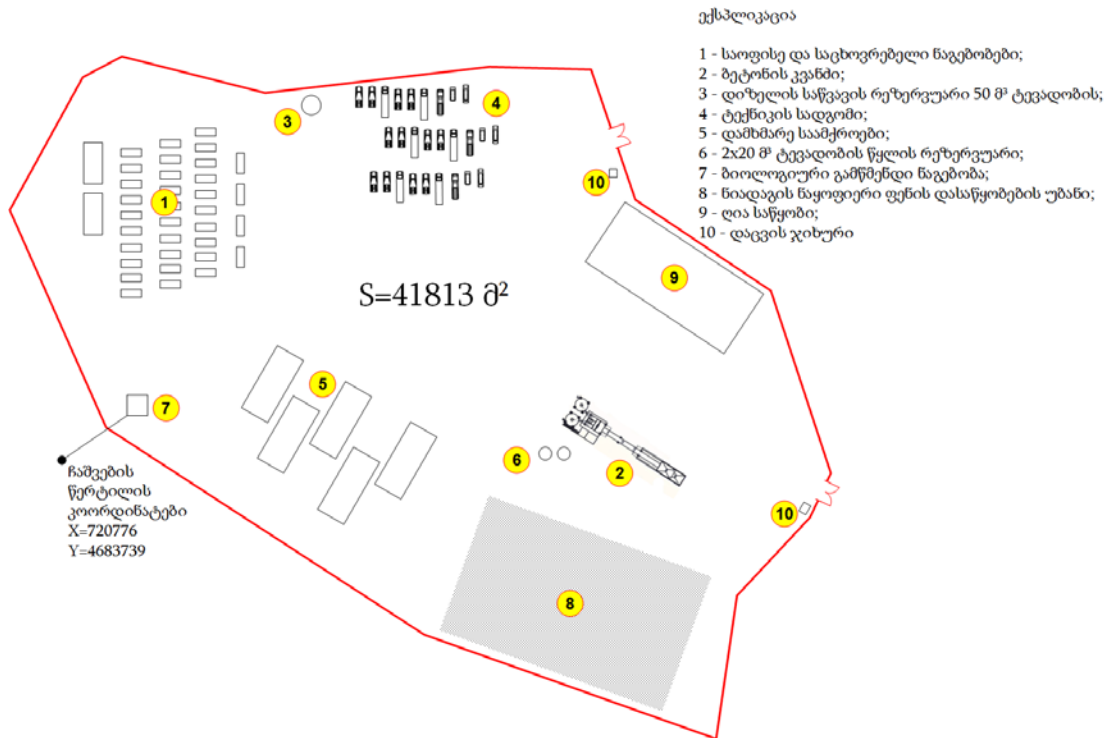 ექსპლიკაცია
1 - საოფისე და საცხოვრებელი ნაგებობები;
2 - ბეტონის კვანძი;
3 - დიზელის საწვავის რეზერვუარი 50 მ³ ტევადობის;
4 - ტექნიკის სადგომი;
5 - დამხმარე საამქროები;
6 - 2x20 მ³ ტევადობის წყლის რეზერვუარი;
7 - ბიოლოგიური გამწმენდი ნაგებობა;
8 - ნიადაგის ნაყოფიერი ფენის დასაწყობების უბანი;
9 - ღია საწყობი;
10 - დაცვის ჯიხური
4
3
10
1
9
S=41813 მ²
5
7
6
2
10
8
ჩაშვების
წერტილის
კოორდინატები
X=720776
Y=4683739